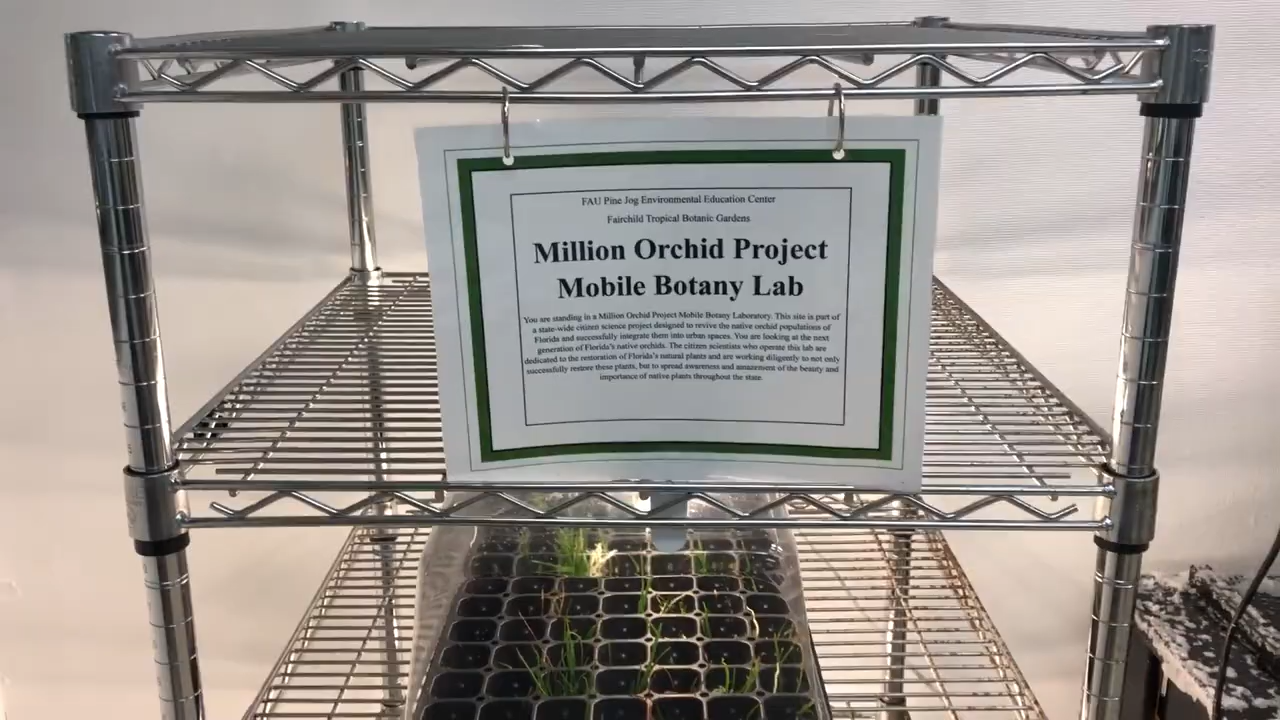 FAU Pine Jog Environmental Education Center
Fairchild Tropical Botanic Gardens
Million Orchid Project
Mobile Botany Lab
You are standing in a Million Orchid Project Mobile Botany Laboratory. This site is part of
a state-wide citizen science project designed to revive the native orchid populations of
Florida and successfully integrate them into urban spaces. You are looking at the next
generation of Florida's native orchids. The citizen scientists who operate this lab are
dedicated to the restoration of Florida's natural plants and are working diligently to not only
successfully restore these plants, but to spread awareness and amazement of the beauty and
importance of native plants throughout the state.